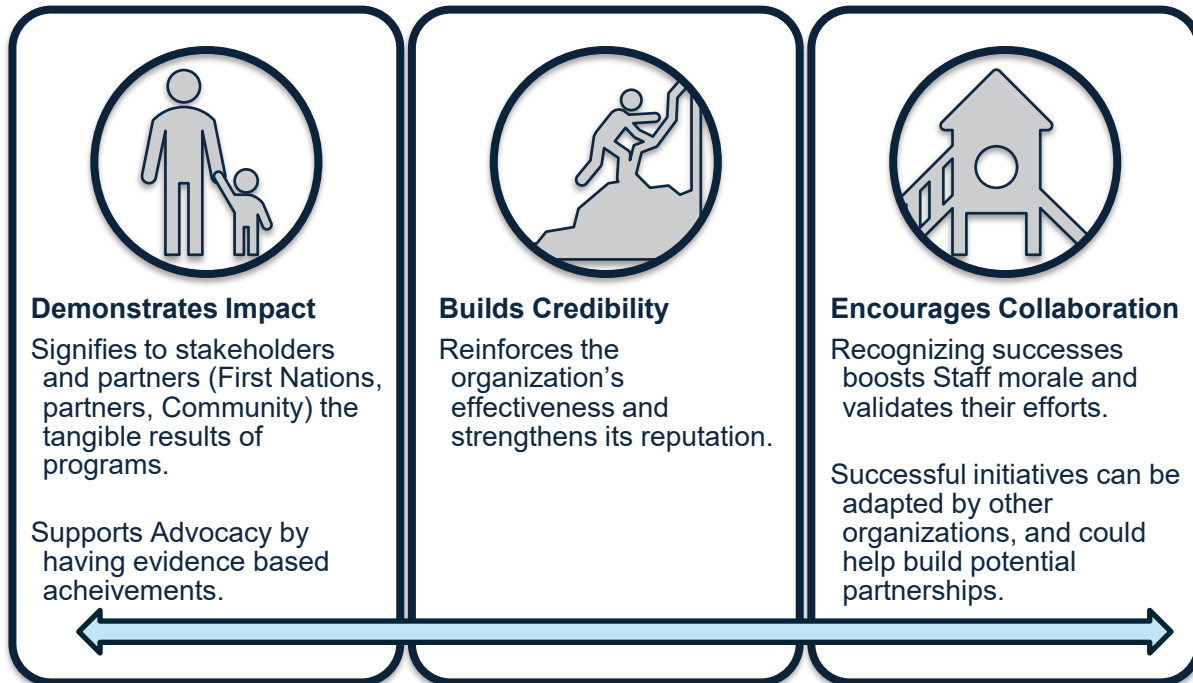 Demonstrates Impact
Signifies to stakeholders
and partners (First Nations,
partners, Community) the
tangible results of
programs.
Supports Advocacy by
having evidence based
acheivements.
Builds Credibility
Reinforces the
organization’s
effectiveness and
strengthens its reputation.
Encourages Collaboration
Recognizing successes
boosts Staff morale and
validates their efforts.
Successful initiatives can be
adapted by other
organizations, and could
help build potential
partnerships.